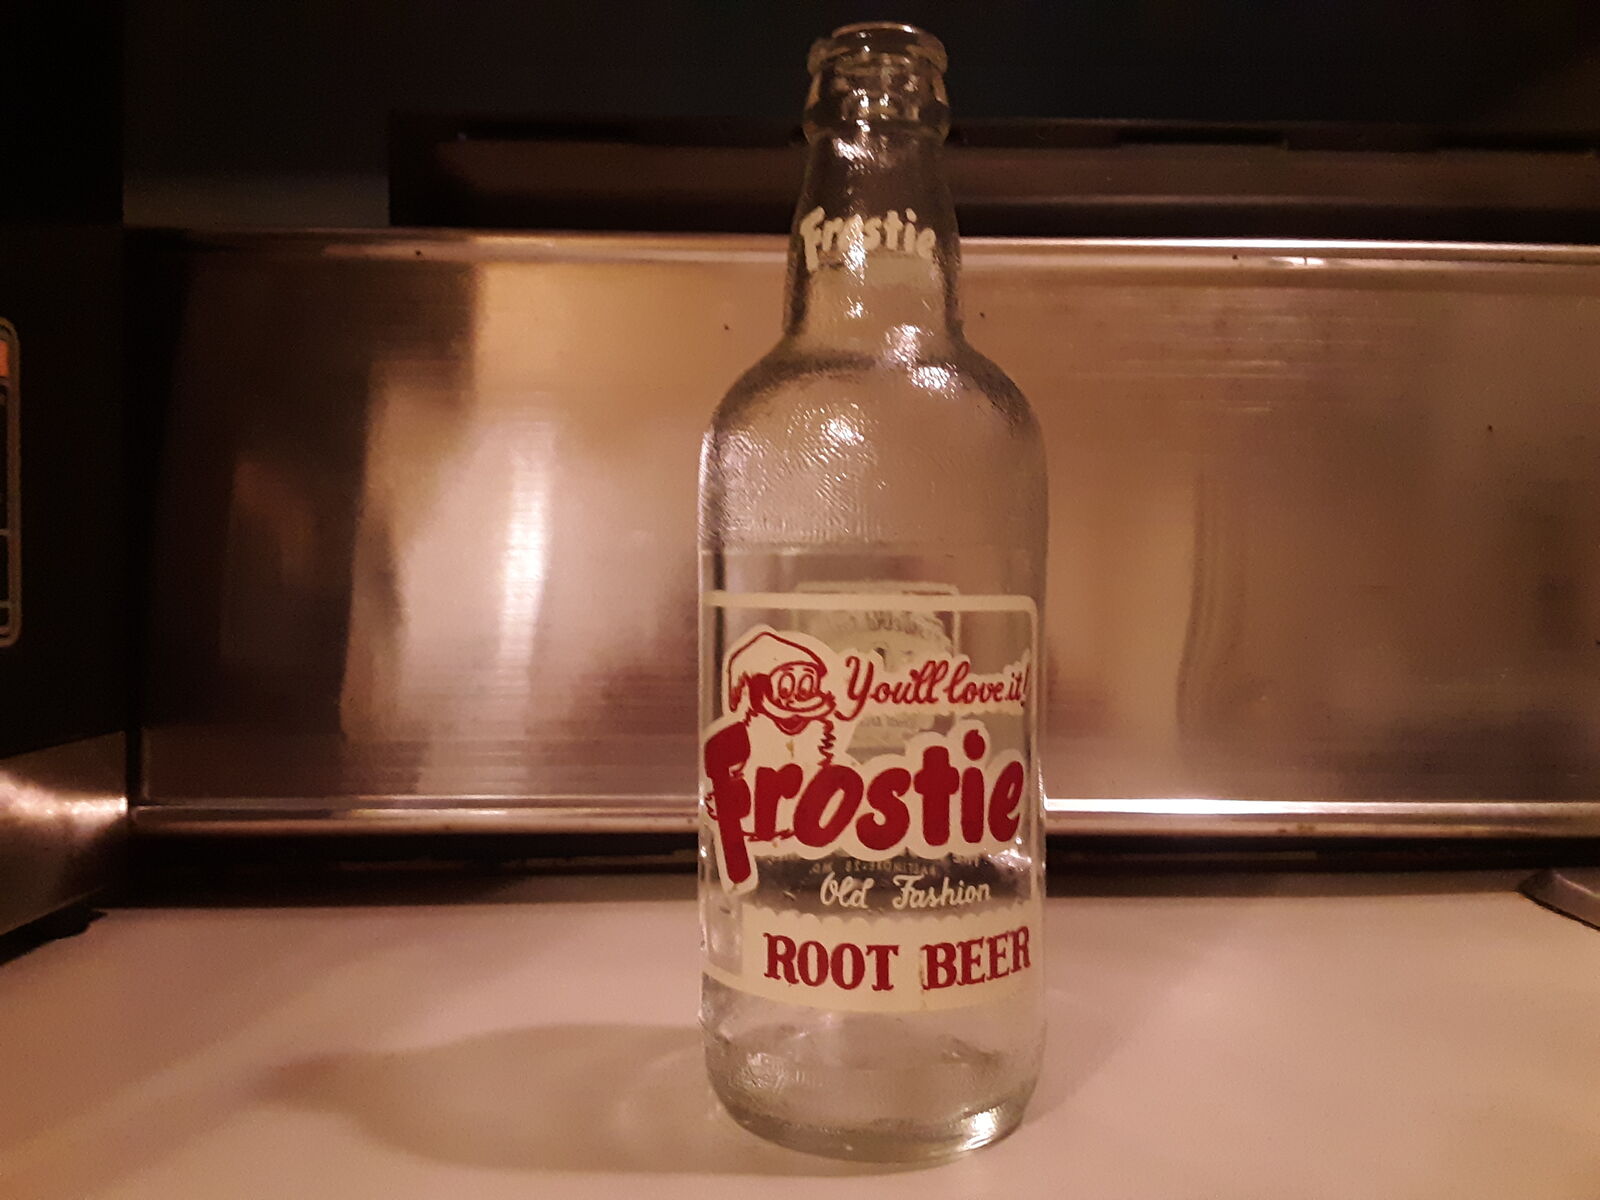 Frostie
You'll love it!
Frostie
Old Fashion
ROOT BEER